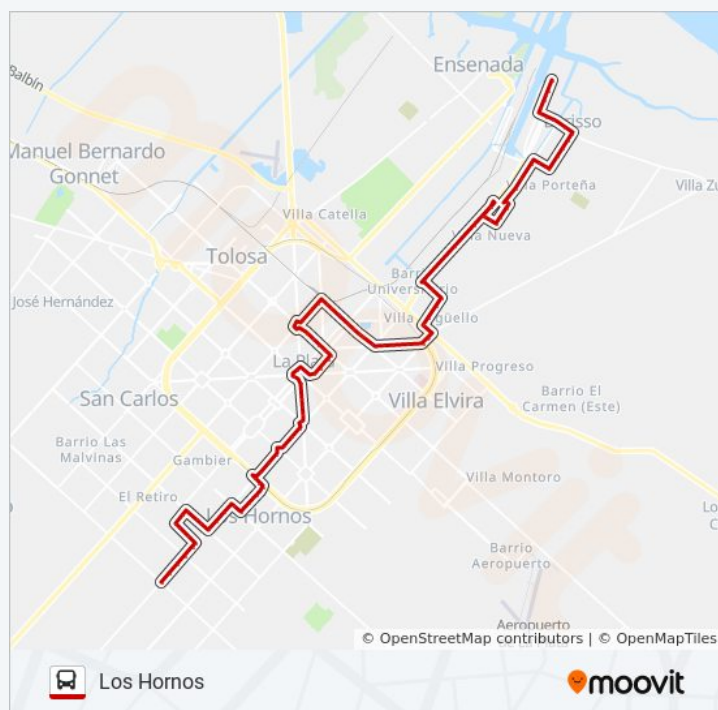 Ensenada
Balbín
Berisso
Manuel Bernardo
Gonnet
Villa Porteña
Villa Zu
Villa Catella
Villa Nueva
Tolosa
Barrio
Universitario
José Hernández
Villa Argüello
La Plata
Villa Progreso
San Carlos
Villa Elvira
Barrio El
Carmen (Este)
Barrio Las
Malvinas
Gambier
Villa Montoro
El Retiro
Los Hornos
Barrio
Aeropuerto
Aeropuerto
© OpenStreetMap contributors | © OpenMapTiles
Los Hornos
moovit